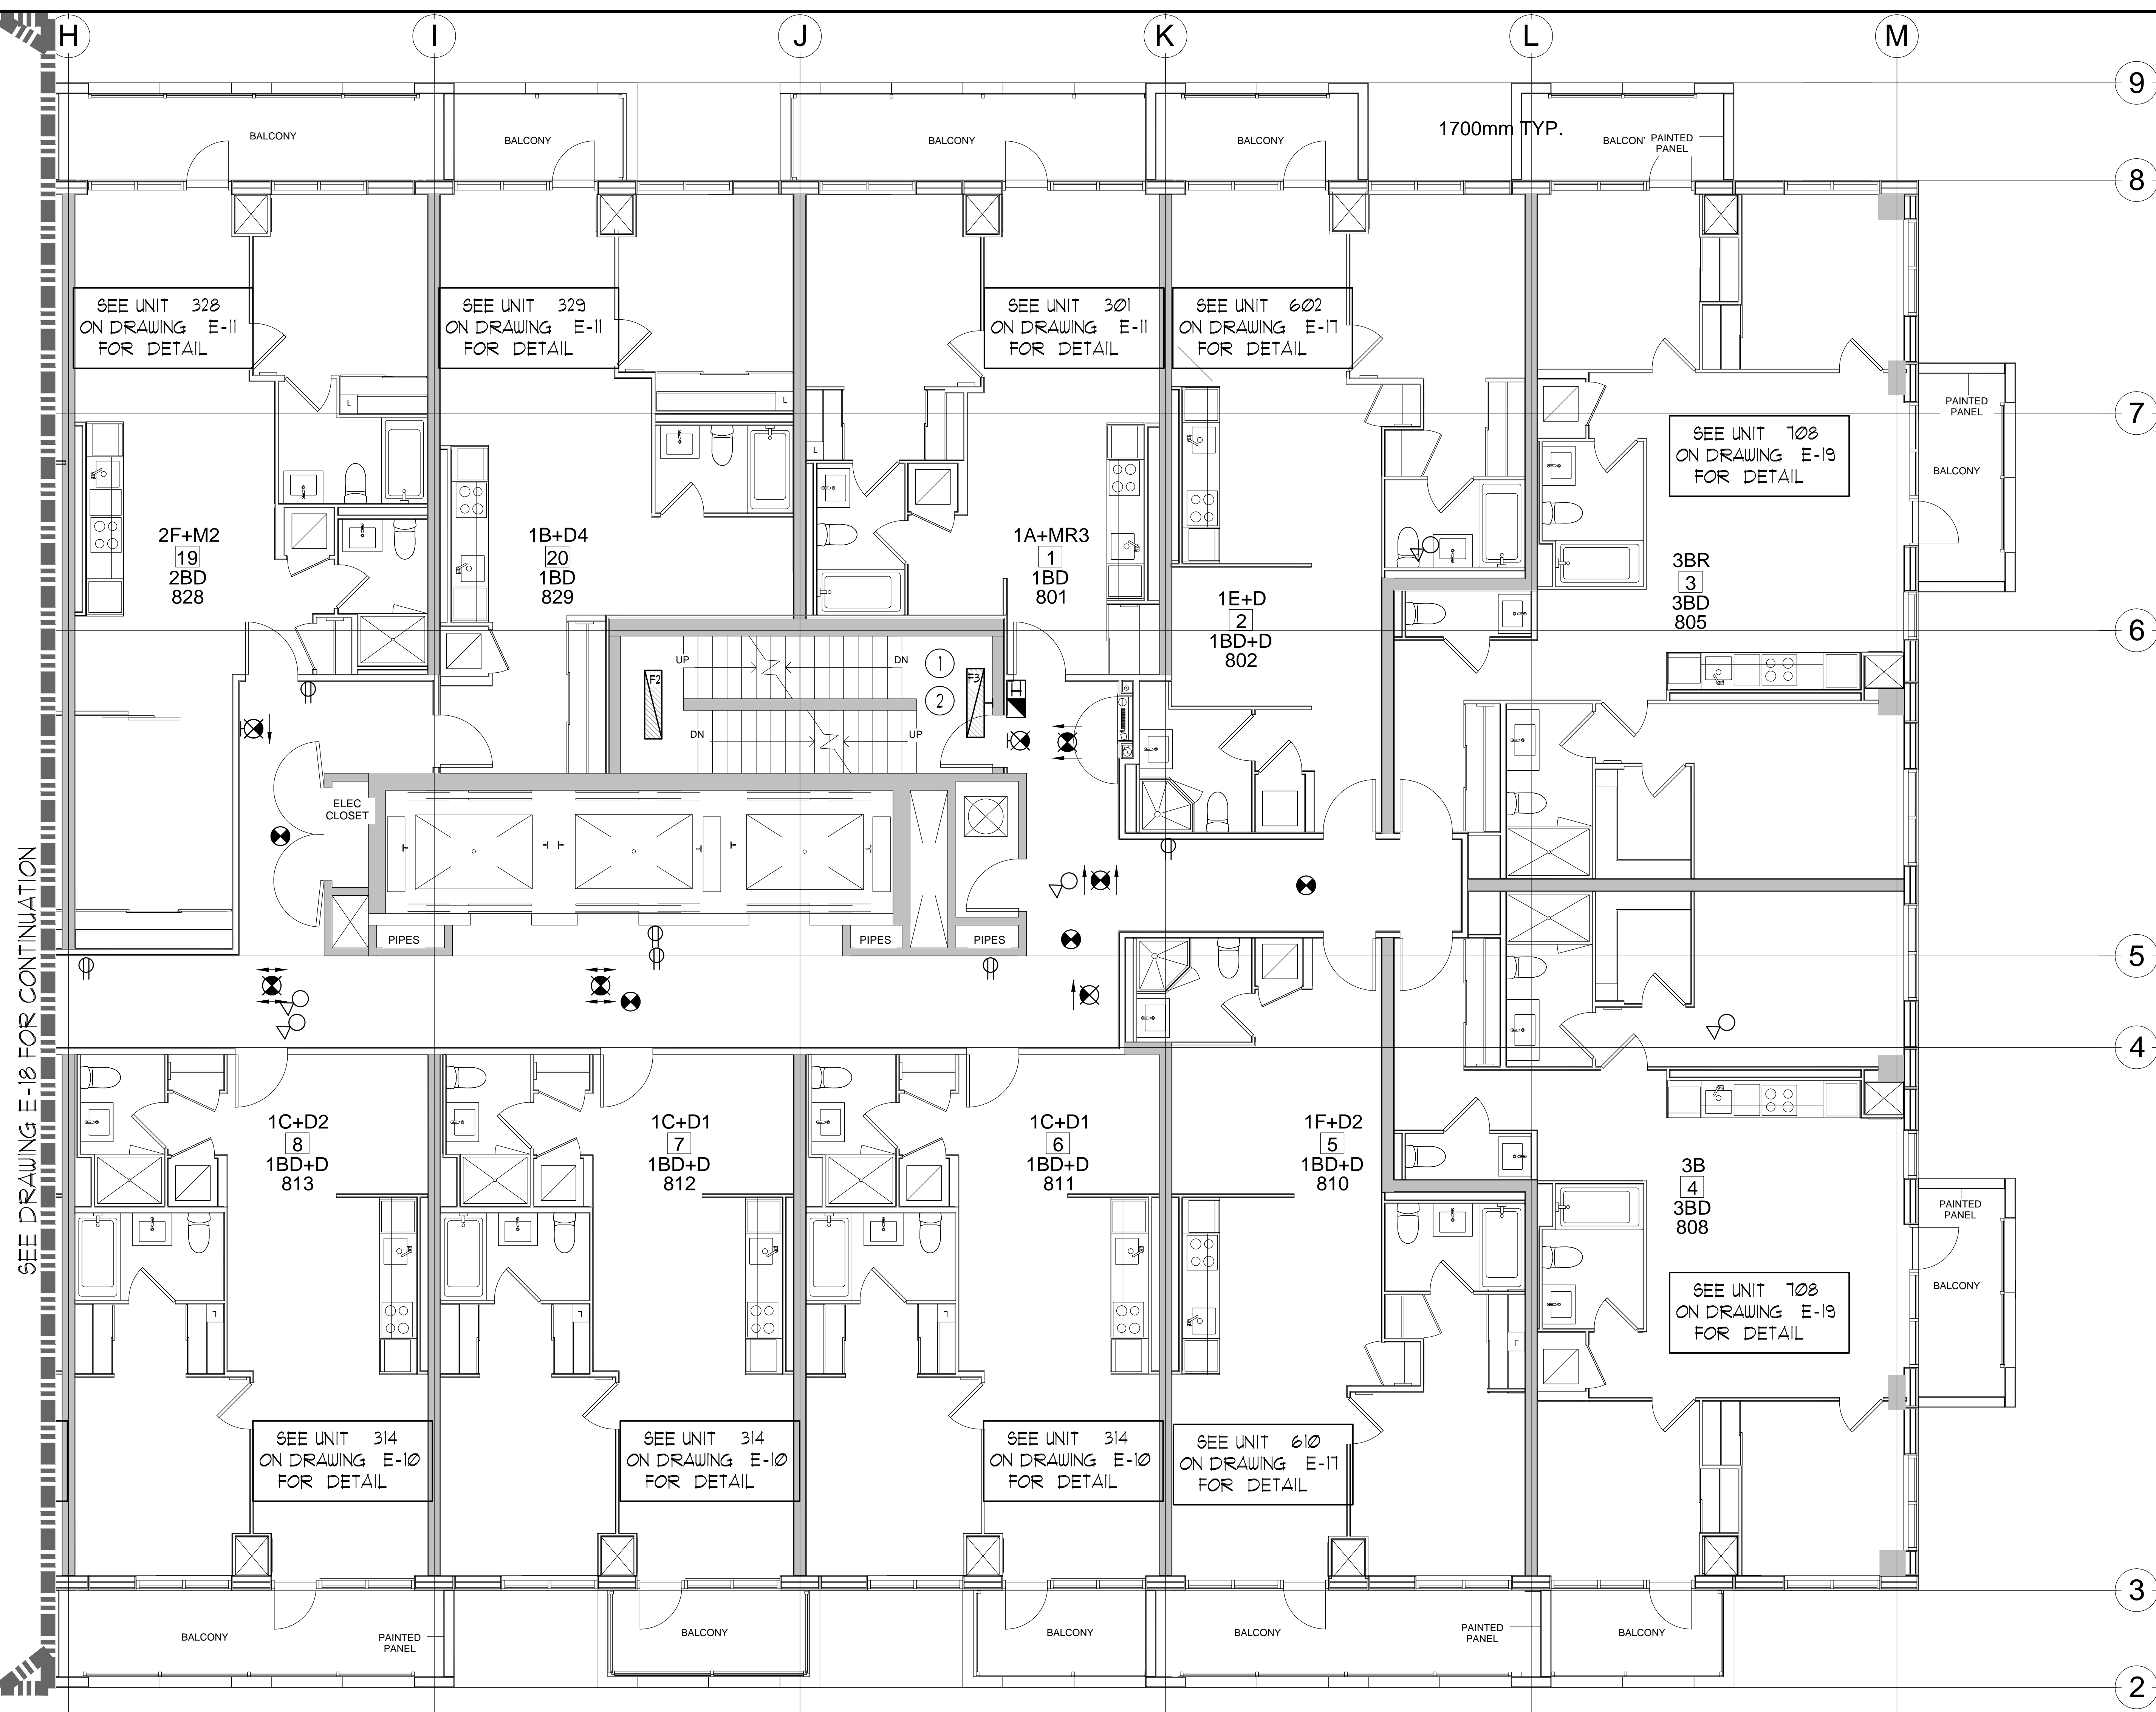 H I J K L M
9
BALCONY
BALCONY
BALCONY
BALCONY
1700mm TYP.
BALCON
PAINTED
PANEL
8
SEE UNIT 328
ON DRAWING E-11
FOR DETAIL
SEE UNIT 329
ON DRAWING E-11
FOR DETAIL
SEE UNIT 301
ON DRAWING E-11
FOR DETAIL
SEE UNIT 602
ON DRAWING E-17
FOR DETAIL
PAINTED
PANEL
7
L
L
L
SEE UNIT 708
ON DRAWING E-19
FOR DETAIL
BALCONY
2F+M2
19
2BD
828
1B+D4
20
1BD
829
1A+MR3
1
1BD
801
1E+D
2
1BD+D
802
3BR
3
3BD
805
6
UP
DN
1
F2
F3
H
2
DN
UP
ELEC
CLOSET
PIPES
PIPES
PIPES
5
SEE DRAWING E-18 FOR CONTINUATION
4
1C+D2
8
1BD+D
813
1C+D1
7
1BD+D
812
1C+D1
6
1BD+D
811
1F+D2
5
1BD+D
810
3B
4
3BD
808
PAINTED
PANEL
BALCONY
L
L
L
L
SEE UNIT 708
ON DRAWING E-19
FOR DETAIL
SEE UNIT 314
ON DRAWING E-10
FOR DETAIL
SEE UNIT 314
ON DRAWING E-10
FOR DETAIL
SEE UNIT 314
ON DRAWING E-10
FOR DETAIL
SEE UNIT 610
ON DRAWING E-17
FOR DETAIL
3
BALCONY
PAINTED
PANEL
BALCONY
BALCONY
BALCONY
PAINTED
PANEL
BALCONY
2